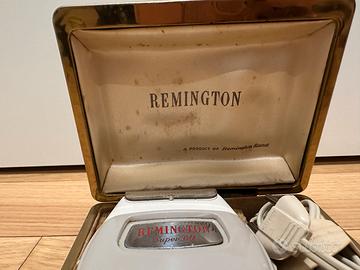 REMINGTON
A PRODUCT OF Remington Rand
REMINGTON
Super 60